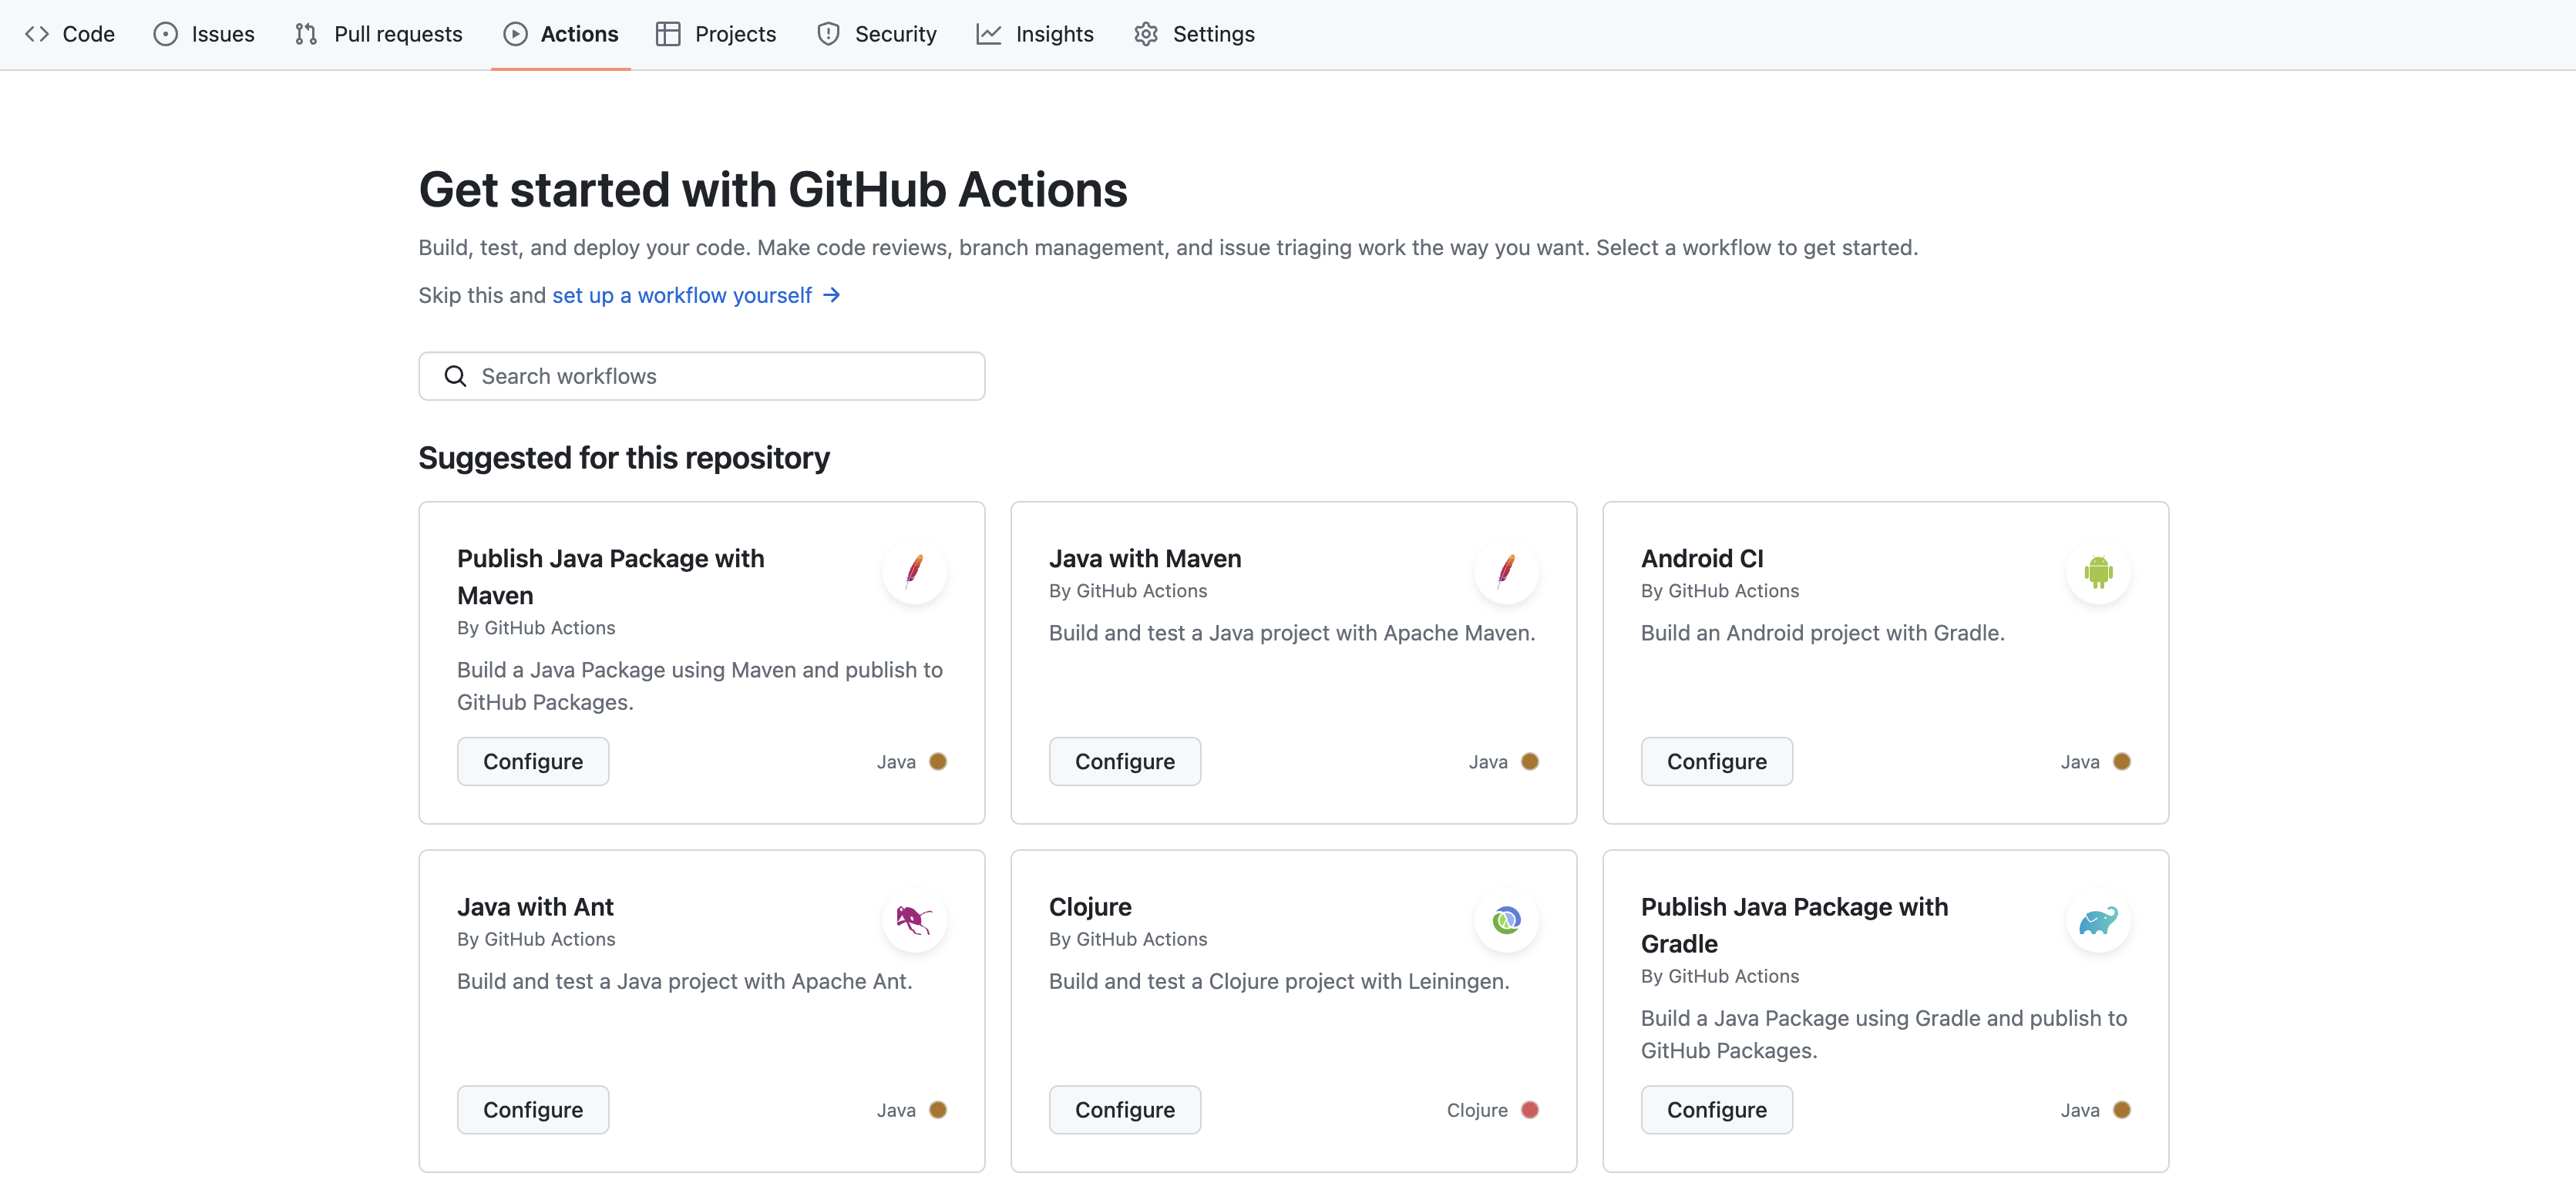 Code Issues Pull requests Actions Projects Security Insights Settings
Get started with GitHub Actions
Build, test, and deploy your code. Make code reviews, branch management, and issue triaging work the way you want. Select a workflow to get started.
Skip this and set up a workflow yourself →
Search workflows
Suggested for this repository
Publish Java Package with
Maven
By GitHub Actions
Build a Java Package using Maven and publish to
GitHub Packages.
Configure
Java
Java with Maven
By GitHub Actions
Build and test a Java project with Apache Maven.
Configure
Java
Android CI
By GitHub Actions
Build an Android project with Gradle.
Configure
Java
Java with Ant
By GitHub Actions
Build and test a Java project with Apache Ant.
Configure
Java
Clojure
By GitHub Actions
Build and test a Clojure project with Leiningen.
Configure
Clojure
Publish Java Package with
Gradle
By GitHub Actions
Build a Java Package using Gradle and publish to
GitHub Packages.
Configure
Java